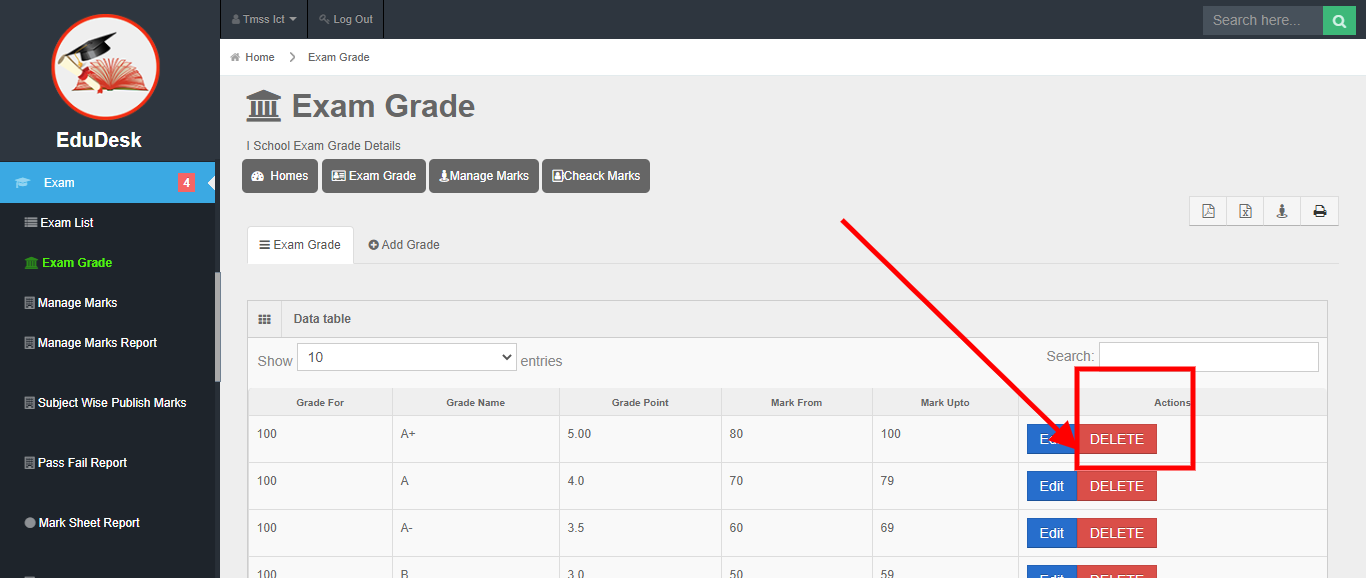 Tmss Ict
Log Out
Search here...
EduDesk
Home
Exam Grade
Exam Grade
I School Exam Grade Details
Homes
Exam Grade
Manage Marks
Cheack Marks
Exam
4
Exam List
Exam Grade
Manage Marks
Manage Marks Report
Subject Wise Publish Marks
Pass Fail Report
Mark Sheet Report
Exam Grade
Add Grade
Data table
Show 10 entries
Search:
Grade For Grade Name Grade Point Mark From Mark Upto Actions
100 A+ 5.00 80 100 Edit DELETE
100 A 4.0 70 79 Edit DELETE
100 A- 3.5 60 69 Edit DELETE
100 B 3.0 50 59 Edit DELETE